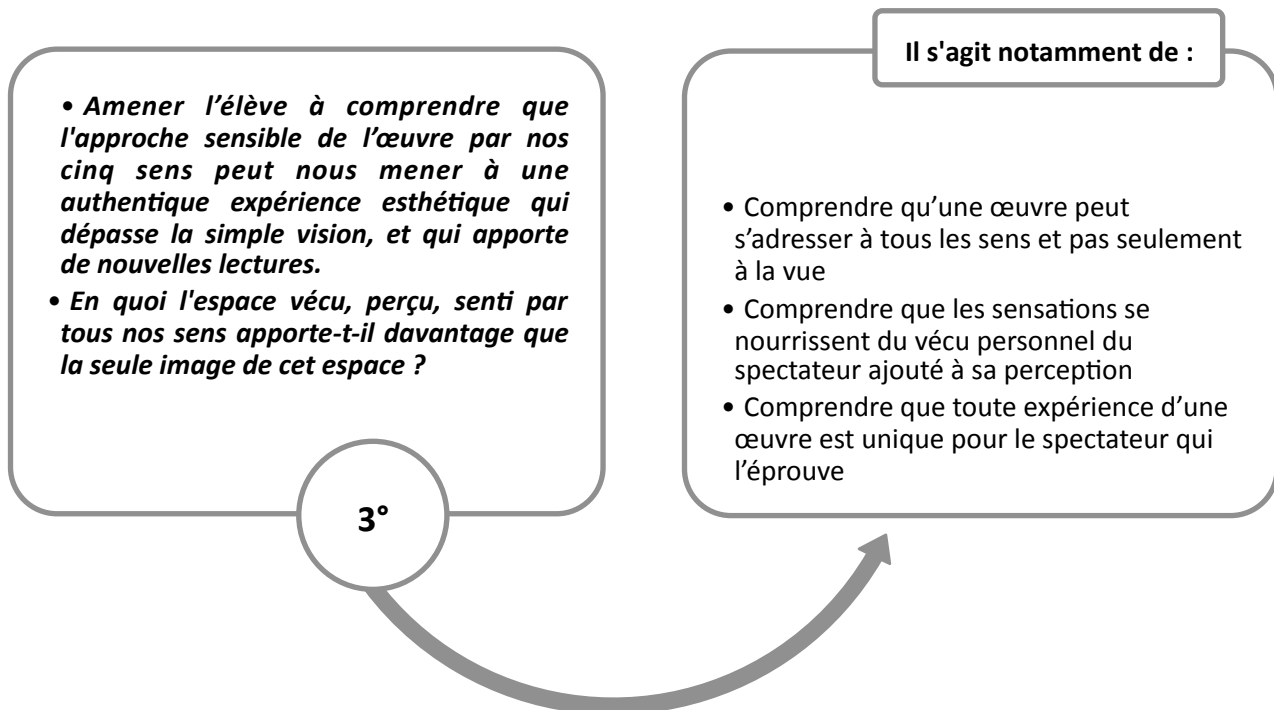 • Amener l’élève à comprendre que
l'approche sensible de l’œuvre par nos
cinq sens peut nous mener à une
authentique expérience esthétique qui
dépasse la simple vision, et qui apporte
de nouvelles lectures.
• En quoi l'espace vécu, perçu, senti par
tous nos sens apporte-t-il davantage que
la seule image de cet espace ?
3°
Il s'agit notamment de :
• Comprendre qu’une œuvre peut
s’adresser à tous les sens et pas seulement
à la vue
• Comprendre que les sensations se
nourrissent du vécu personnel du
spectateur ajouté à sa perception
• Comprendre que toute expérience d’une
œuvre est unique pour le spectateur qui
l’éprouve